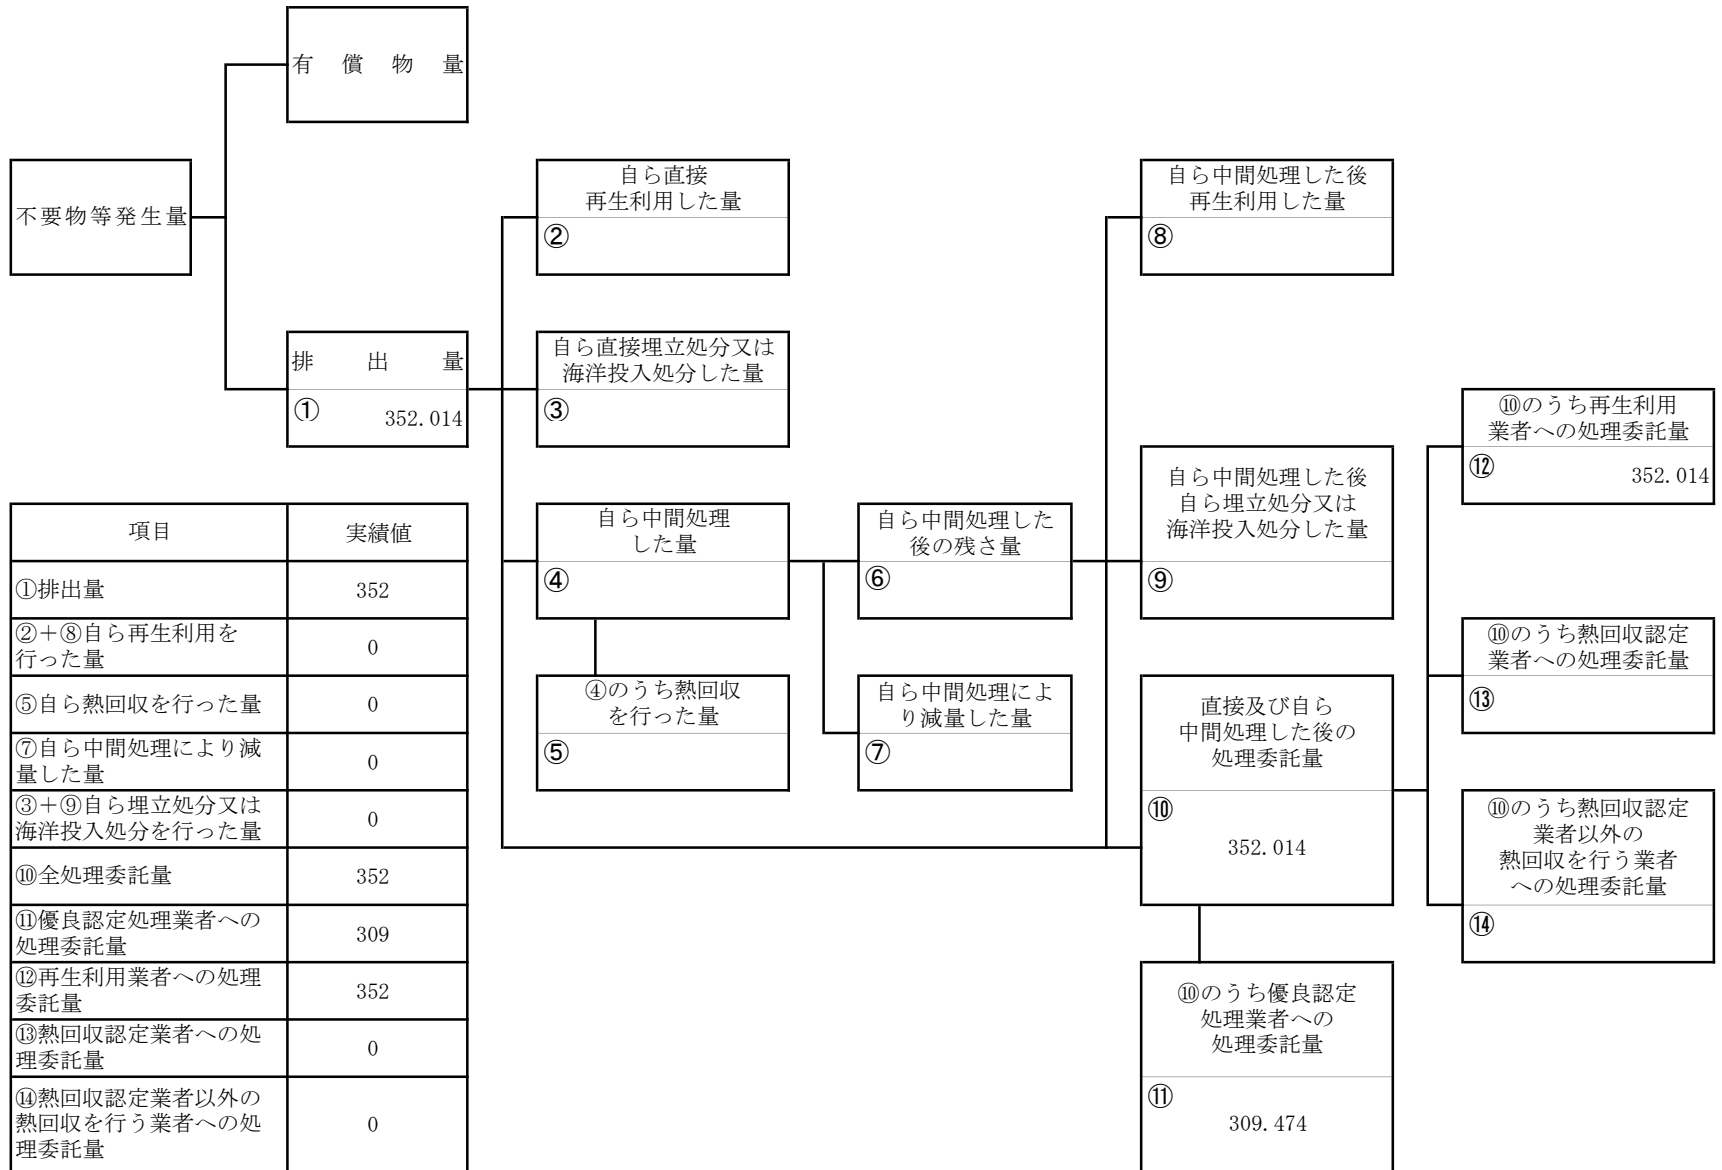 有償物量
不要物等発生量
排出量
① 352.014
自ら直接
再生利用した量
②
自ら直接埋立処分又は
海洋投入処分した量
③
自ら中間処理
した量
④
④のうち熱回収
を行った量
⑤
自ら中間処理した
後の残さ量
⑥
自ら中間処理によ
り減量した量
⑦
自ら中間処理した後
再生利用した量
⑧
自ら中間処理した後
自ら埋立処分又は
海洋投入処分した量
⑨
直接及び自ら
中間処理した後の
処理委託量
⑩
352.014
⑩のうち優良認定
処理業者への
処理委託量
⑪
309.474
⑩のうち再生利用
業者への処理委託量
⑫ 352.014
⑩のうち熱回収認定
業者への処理委託量
⑬
⑩のうち熱回収認定
業者以外の
熱回収を行う業者
への処理委託量
⑭
項目 実績値
①排出量 352
②＋⑧自ら再生利用を
行った量 0
⑤自ら熱回収を行った量 0
⑦自ら中間処理により減
量した量 0
③＋⑨自ら埋立処分又は
海洋投入処分を行った量 0
⑩全処理委託量 352
⑪優良認定処理業者への
処理委託量 309
⑫再生利用業者への処理
委託量 352
⑬熱回収認定業者への処
理委託量 0
⑭熱回収認定業者以外の
熱回収を行う業者への処
理委託量 0